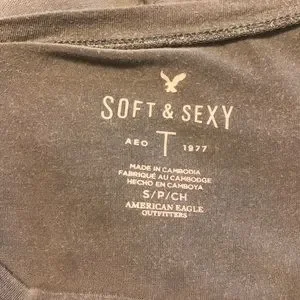 SOFT & SEXY
AEO T 1977
MADE IN CAMBODIA
FABRIQUÉ AU CAMBODGE
HECHO EN CAMBOYA
S/P/CH
AMERICAN EAGLE
OUTFITTERS